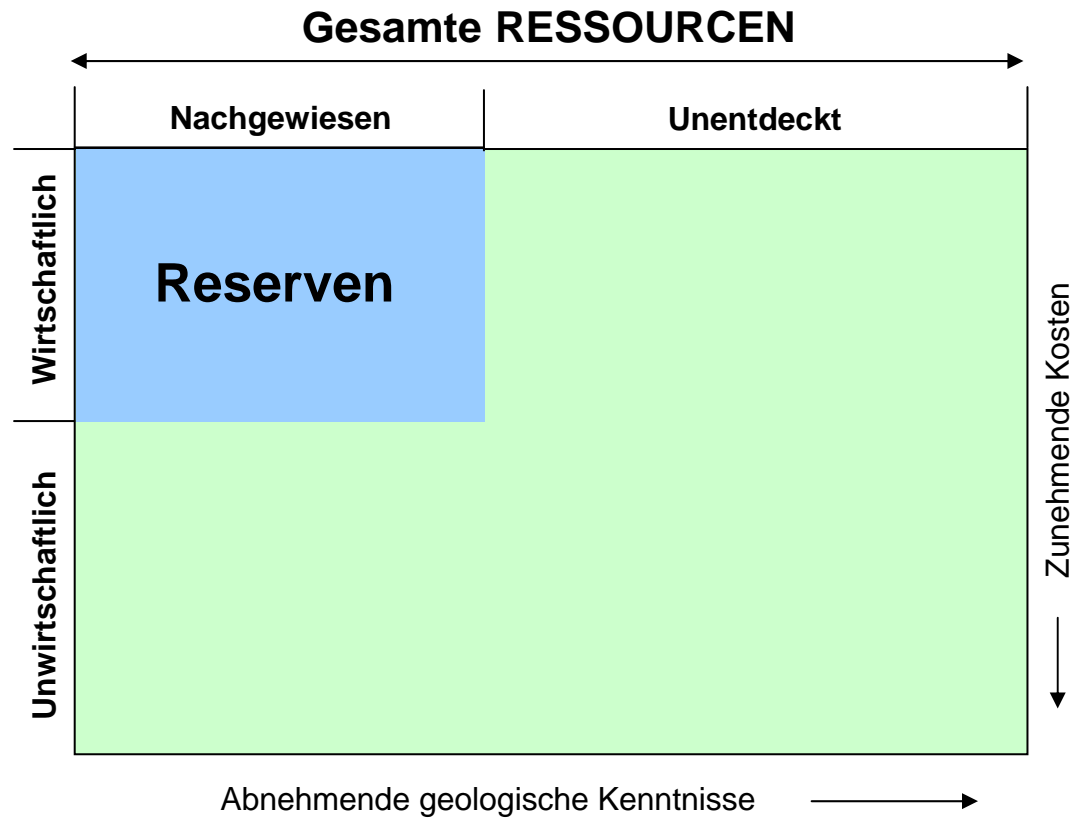 Gesamte RESSOURCEN
Nachgewiesen
Unentdeckt
Wirtschaftlich
Reserven
Unwirtschaftlich
Zunehmende Kosten
Abnehmende geologische Kenntnisse